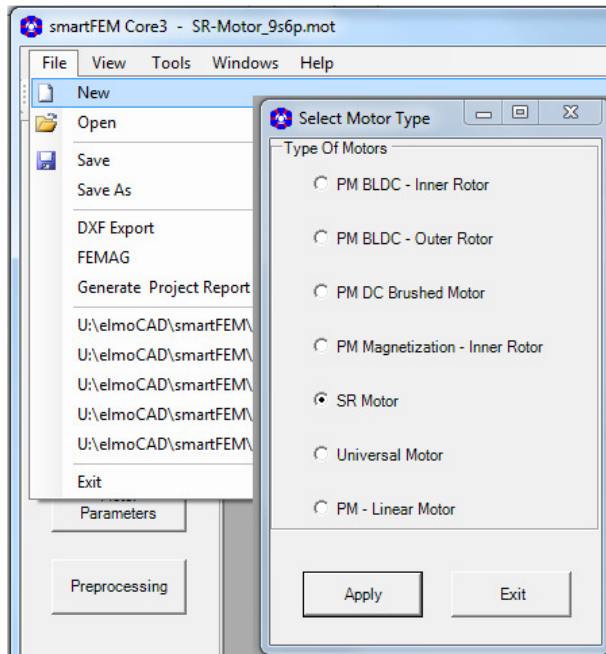 smartFEM Core3 - SR-Motor_9s6p.mot
File View Tools Windows Help
New
Open
Save
Save As
DXF Export
FEMAG
Generate Project Report
U:\elmoCAD\smartFEM\
U:\elmoCAD\smartFEM\
U:\elmoCAD\smartFEM\
U:\elmoCAD\smartFEM\
U:\elmoCAD\smartFEM\
Exit
Parameters
Preprocessing
Select Motor Type
Type Of Motors
PM BLDC - Inner Rotor
PM BLDC - Outer Rotor
PM DC Brushed Motor
PM Magnetization - Inner Rotor
SR Motor
Universal Motor
PM - Linear Motor
Apply Exit